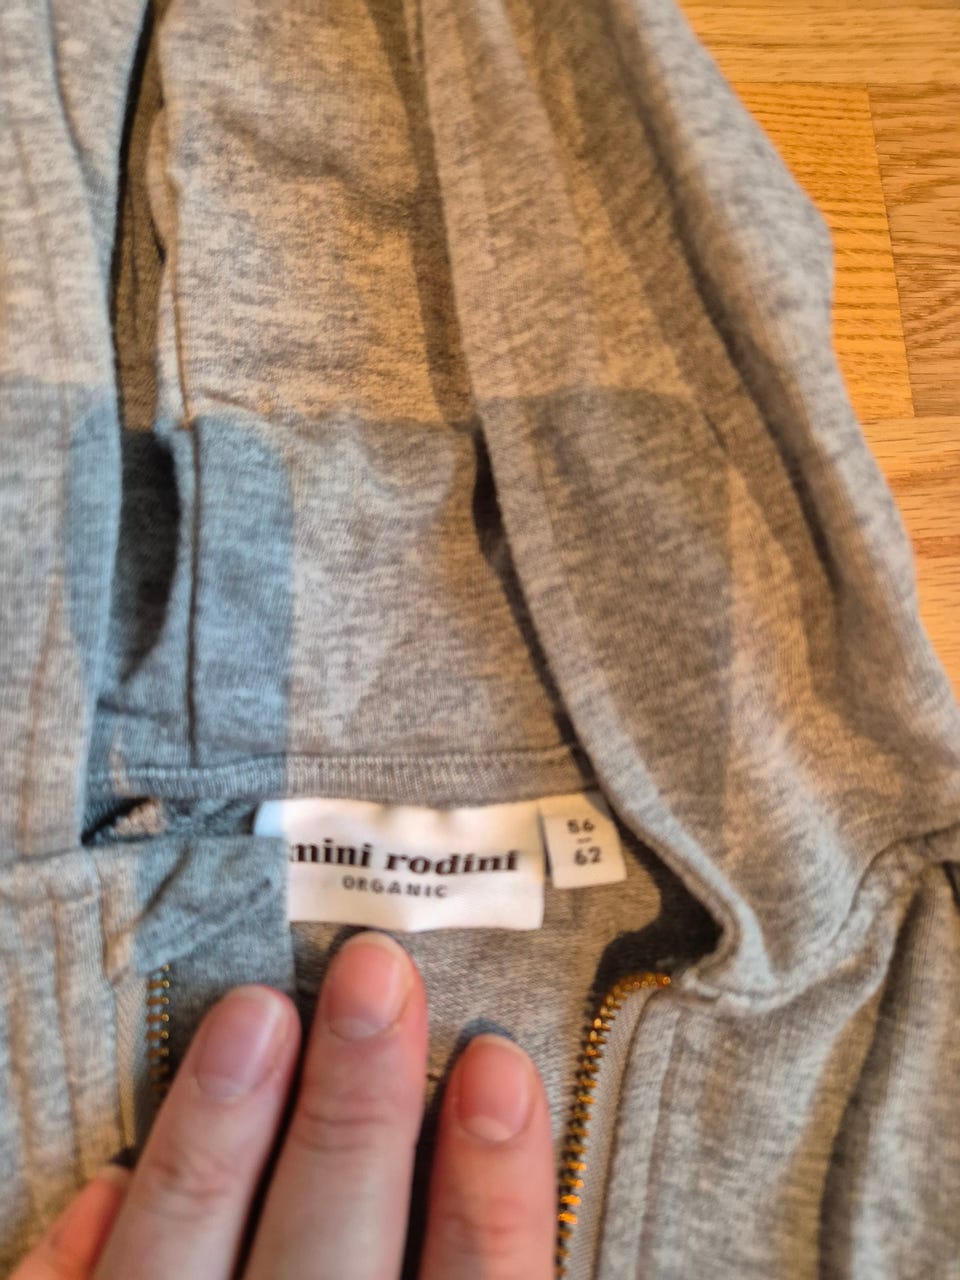 mini rodini
ORGANIC
56
–
62